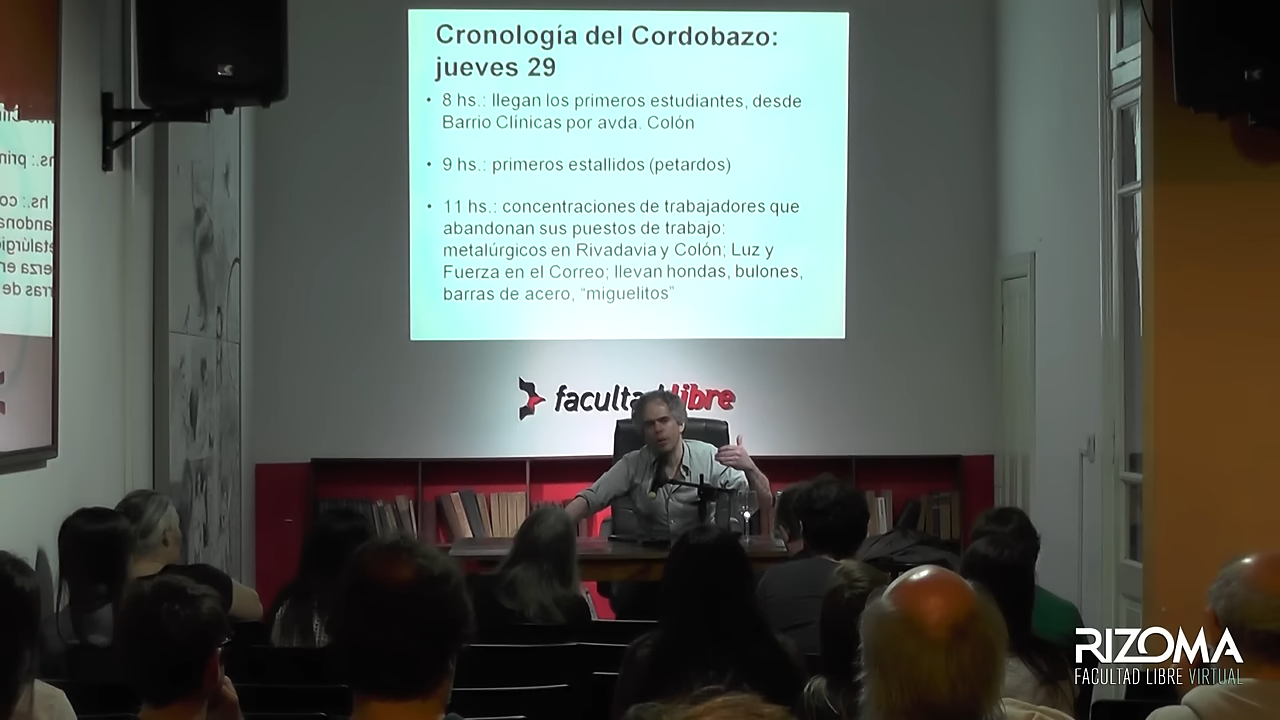 Cronología del Cordobazo:
jueves 29
• 8 hs.: llegan los primeros estudiantes, desde
Barrio Clínicas por avda. Colón
• 9 hs.: primeros estallidos (petardos)
• 11 hs.: concentraciones de trabajadores que
abandonan sus puestos de trabajo:
metalúrgicos en Rivadavia y Colón; Luz y
Fuerza en el Correo; llevan hondas, bulones,
barras de acero, “miguelitos”
facultad libre
RIZOMA
FACULTAD LIBRE VIRTUAL